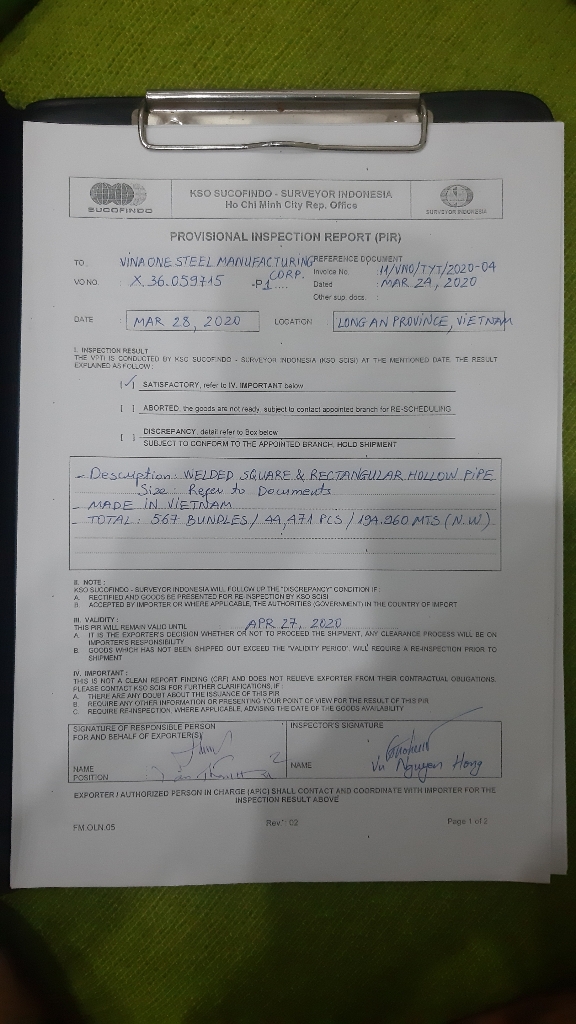 SUCOFINDO
KSO SUCOFINDO - SURVEYOR INDONESIA
Ho Chi Minh City Rep. Office
SURVEYOR INDONESIA
PROVISIONAL INSPECTION REPORT (PIR)
TO : VINA ONE STEEL MANUFACTURING CORP.
VO NO. : X.36.059715 -P1....
REFERENCE DOCUMENT
Invoice No. : 11/VNO/TYT/2020-04
Dated : MAR 24, 2020
Other sup. docs. :
DATE : MAR 28, 2020 LOCATION : LONG AN PROVINCE, VIETNAM
I. INSPECTION RESULT
THE VPTI IS CONDUCTED BY KSO SUCOFINDO - SURVEYOR INDONESIA (KSO SCISI) AT THE MENTIONED DATE, THE RESULT
EXPLAINED AS FOLLOW :
[✓] SATISFACTORY, refer to IV. IMPORTANT below
[ ] ABORTED, the goods are not ready, subject to contact appointed branch for RE-SCHEDULING
[ ] DISCREPANCY, detail refer to Box below
SUBJECT TO CONFORM TO THE APPOINTED BRANCH, HOLD SHIPMENT
- Description : WELDED SQUARE & RECTANGULAR HOLLOW PIPE
Size : Refer to Documents
- MADE IN VIETNAM
- TOTAL : 567 BUNDLES / 44,471 PCS / 194.960 MTS (N.W)
II. NOTE :
KSO SUCOFINDO - SURVEYOR INDONESIA WILL FOLLOW UP THE "DISCREPANCY" CONDITION IF :
A. RECTIFIED AND GOODS BE PRESENTED FOR RE-INSPECTION BY KSO SCISI
B. ACCEPTED BY IMPORTER OR WHERE APPLICABLE, THE AUTHORITIES (GOVERNMENT) IN THE COUNTRY OF IMPORT
III. VALIDITY :
THIS PIR WILL REMAIN VALID UNTIL APR 27, 2020
A. IT IS THE EXPORTER'S DECISION WHETHER OR NOT TO PROCEED THE SHIPMENT, ANY CLEARANCE PROCESS WILL BE ON
IMPORTER'S RESPONSIBILITY
B. GOODS WHICH HAS NOT BEEN SHIPPED OUT EXCEED THE "VALIDITY PERIOD", WILL REQUIRE A RE-INSPECTION PRIOR TO
SHIPMENT
IV. IMPORTANT :
THIS IS NOT A CLEAN REPORT FINDING (CRF) AND DOES NOT RELIEVE EXPORTER FROM THEIR CONTRACTUAL OBLIGATIONS.
PLEASE CONTACT KSO SCISI FOR FURTHER CLARIFICATIONS, IF :
A. THERE ARE ANY DOUBT ABOUT THE ISSUANCE OF THIS PIR
B. REQUIRE ANY OTHER INFORMATION OR PRESENTING YOUR POINT OF VIEW FOR THE RESULT OF THIS PIR
C. REQUIRE RE-INSPECTION, WHERE APPLICABLE, ADVISING THE DATE OF THE GOODS AVAILABILITY
SIGNATURE OF RESPONSIBLE PERSON
FOR AND BEHALF OF EXPORTER(S)
NAME
POSITION
INSPECTOR'S SIGNATURE
NAME Vu Nguyen Hong
EXPORTER / AUTHORIZED PERSON IN CHARGE (APIC) SHALL CONTACT AND COORDINATE WITH IMPORTER FOR THE
INSPECTION RESULT ABOVE
FM.OLN.05 Rev : 02 Page 1 of 2